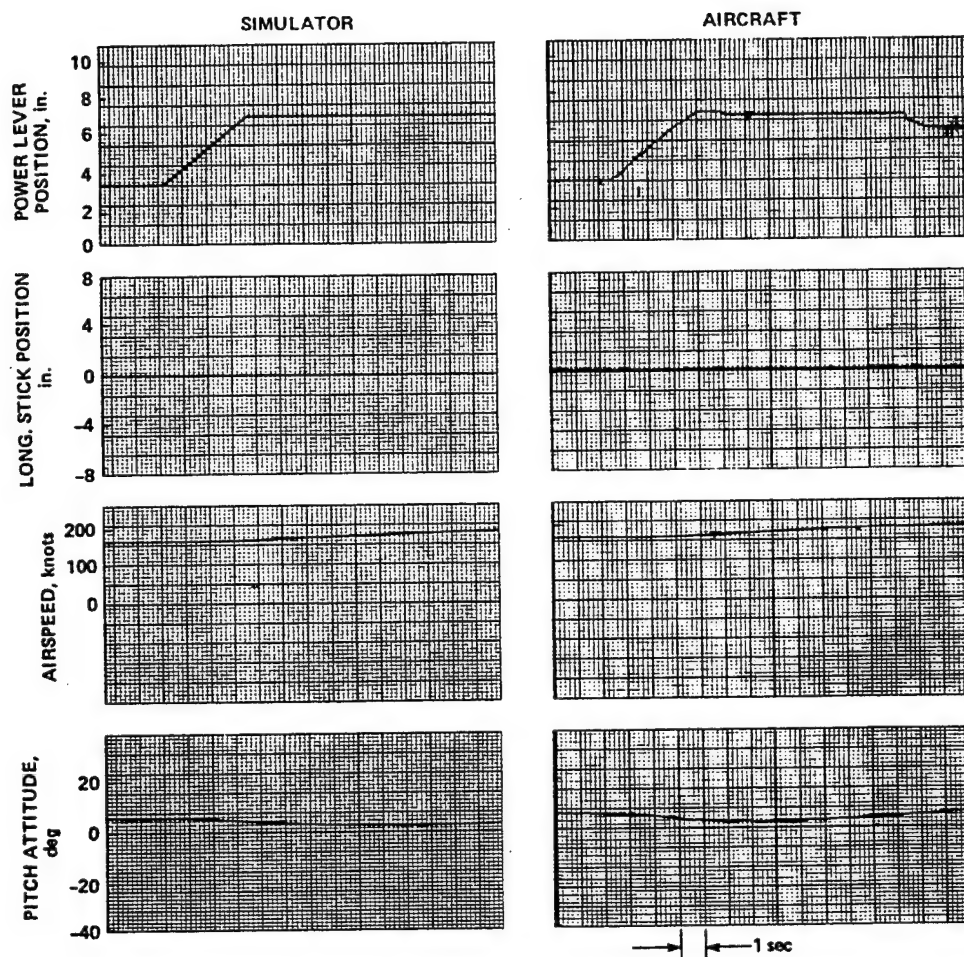 SIMULATOR
AIRCRAFT
POWER LEVER
POSITION, in.
10
8
6
4
2
0
LONG. STICK POSITION
in.
8
4
0
-4
-8
AIRSPEED, knots
200
100
0
PITCH ATTITUDE,
deg
20
0
-20
-40
1 sec